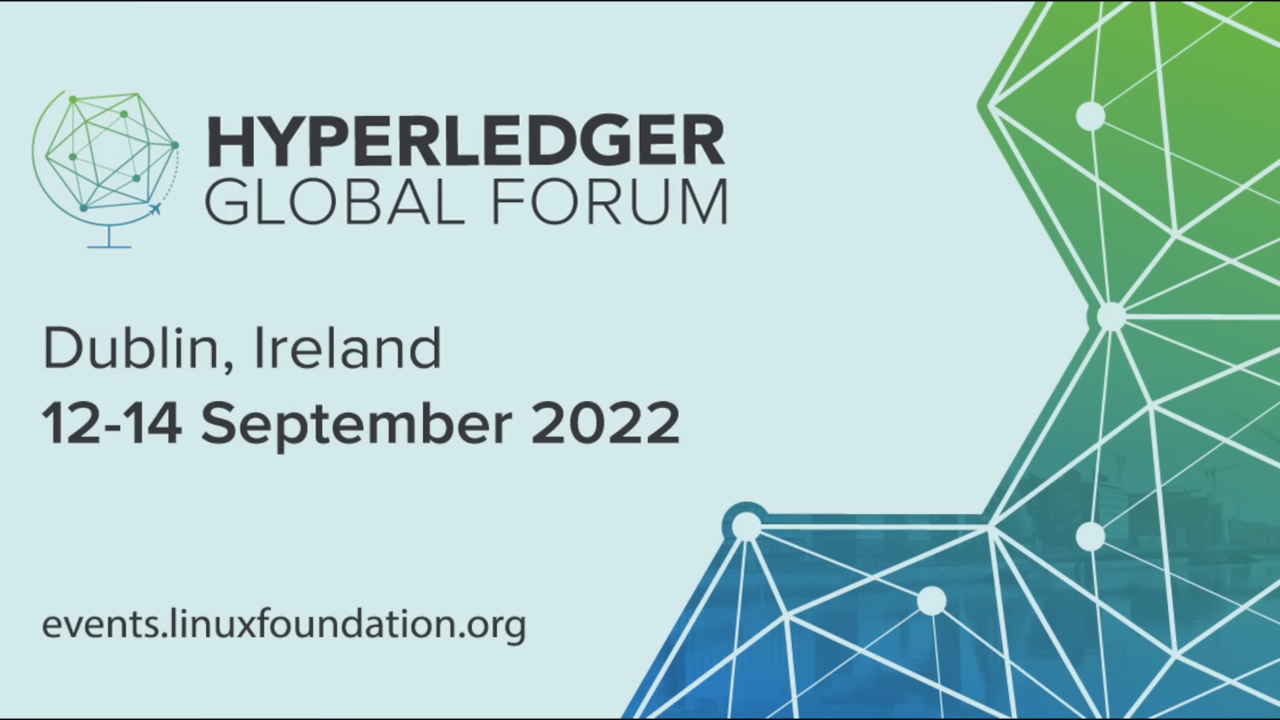 HYPERLEDGER
GLOBAL FORUM
Dublin, Ireland
12-14 September 2022
events.linuxfoundation.org